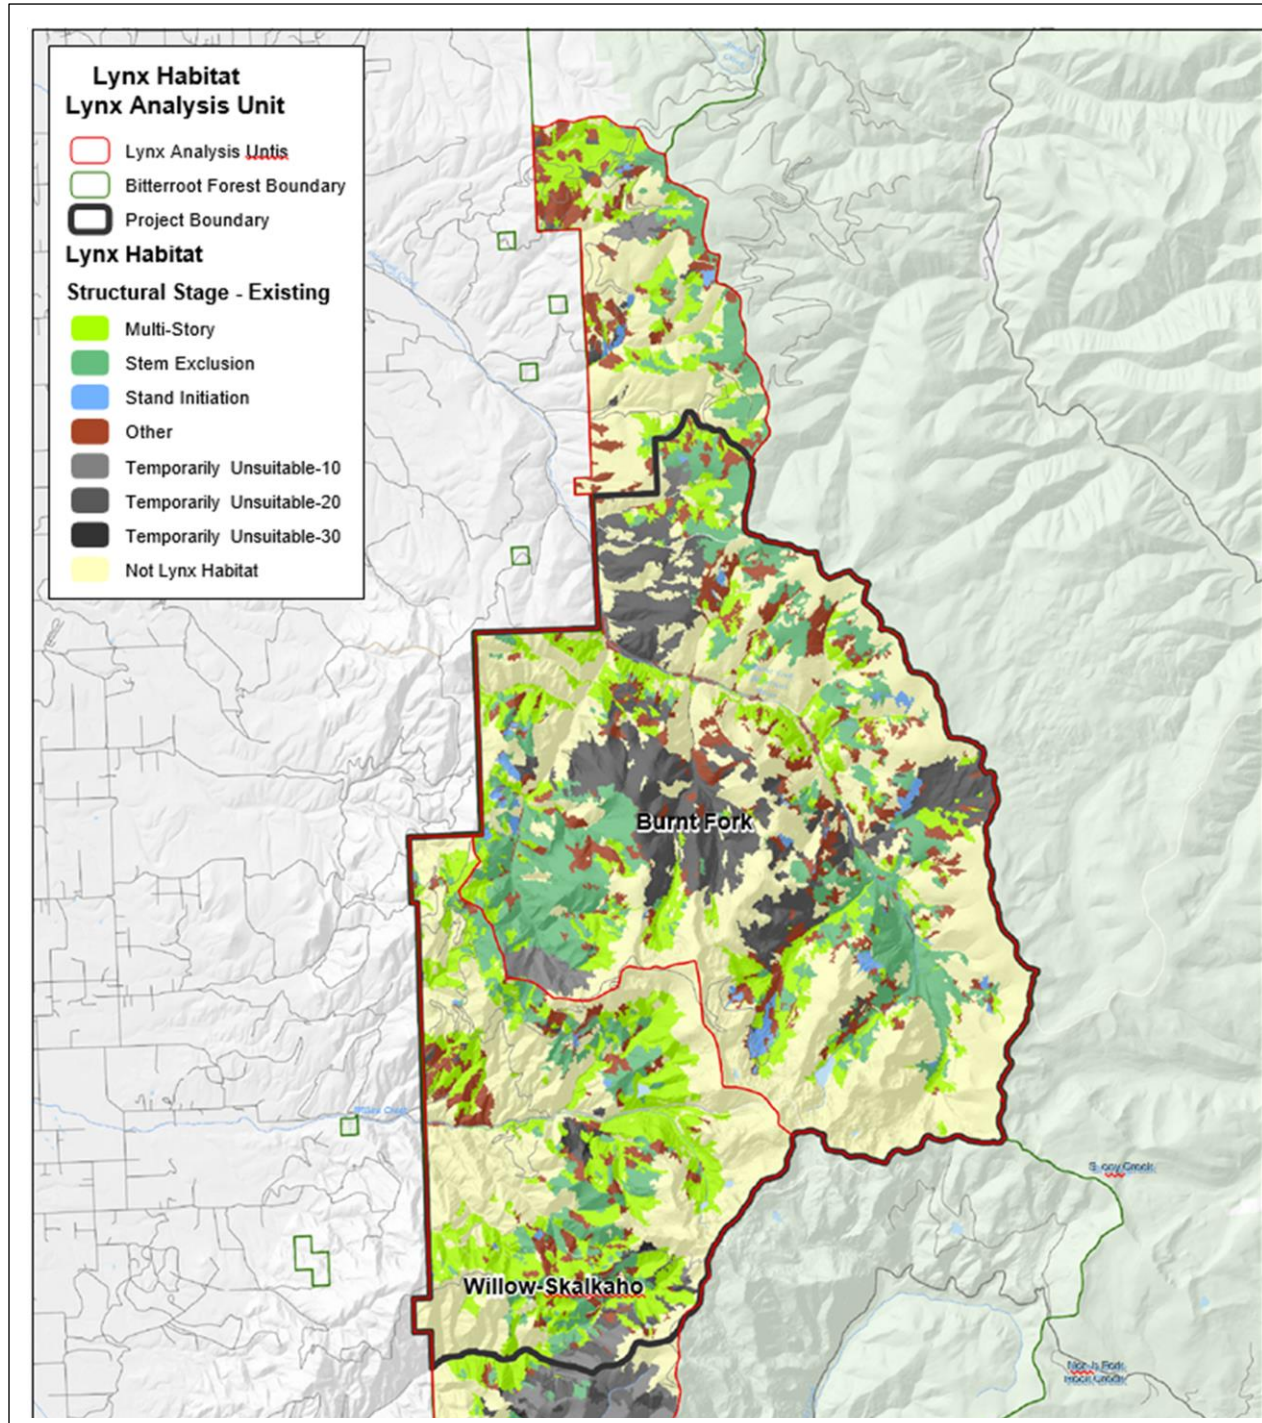 Lynx Habitat
Lynx Analysis Unit
Lynx Analysis Untis
Bitterroot Forest Boundary
Project Boundary
Lynx Habitat
Structural Stage - Existing
Multi-Story
Stem Exclusion
Stand Initiation
Other
Temporarily Unsuitable-10
Temporarily Unsuitable-20
Temporarily Unsuitable-30
Not Lynx Habitat
Burnt Fork
Willow Creek
Willow-Skalkaho